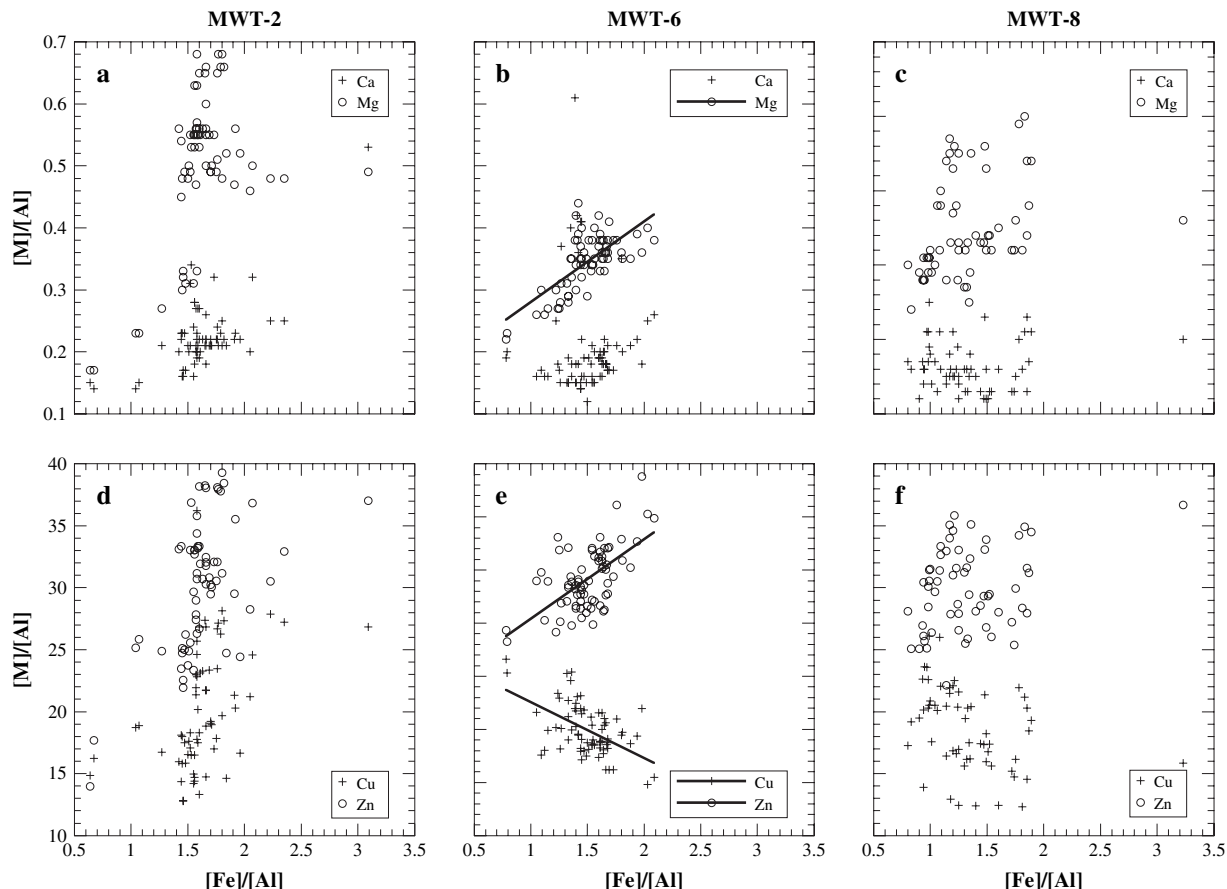 MWT-2 MWT-6 MWT-8
0.7
0.6
0.5
0.4
0.3
0.2
0.1
[M]/[Al]
a
+ Ca
○ Mg
b
+ Ca
○ Mg
c
+ Ca
○ Mg
40
35
30
25
20
15
10
[M]/[Al]
d
+ Cu
○ Zn
e
+ Cu
○ Zn
f
+ Cu
○ Zn
0.5 1 1.5 2 2.5 3 3.5
0.5 1 1.5 2 2.5 3 3.5
0.5 1 1.5 2 2.5 3 3.5
[Fe]/[Al] [Fe]/[Al] [Fe]/[Al]